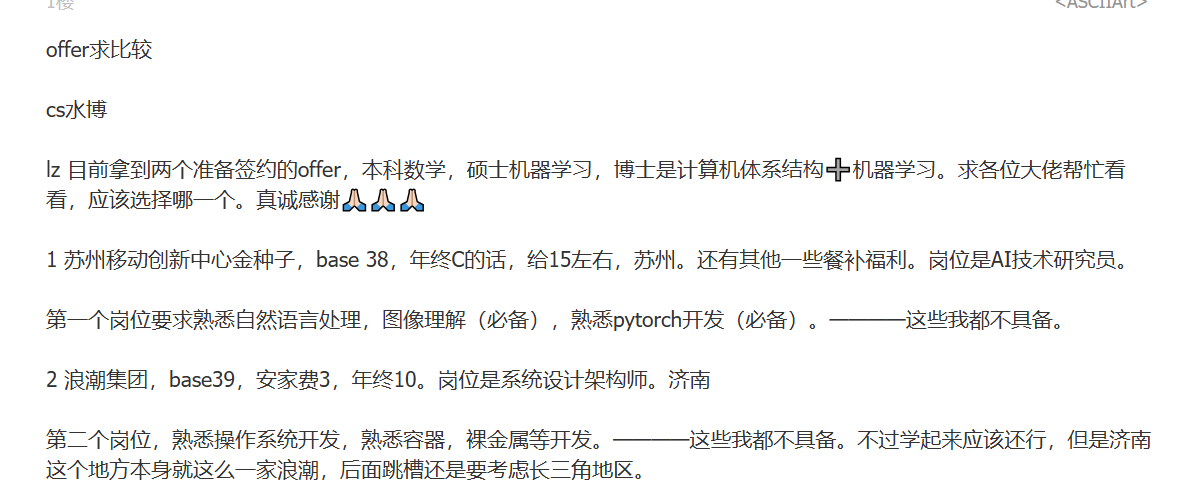 1楼 <ASCIIArt>
offer求比较
cs水博
lz 目前拿到两个准备签约的offer，本科数学，硕士机器学习，博士是计算机体系结构➕机器学习。求各位大佬帮忙看
看，应该选择哪一个。真诚感谢🙏🏻🙏🏻🙏🏻
1 苏州移动创新中心金种子，base 38，年终C的话，给15左右，苏州。还有其他一些餐补福利。岗位是AI技术研究员。
第一个岗位要求熟悉自然语言处理，图像理解（必备），熟悉pytorch开发（必备）。————这些我都不具备。
2 浪潮集团，base39，安家费3，年终10。岗位是系统设计架构师。济南
第二个岗位，熟悉操作系统开发，熟悉容器，裸金属等开发。————这些我都不具备。不过学起来应该还行，但是济南
这个地方本身就这么一家浪潮，后面跳槽还是要考虑长三角地区。